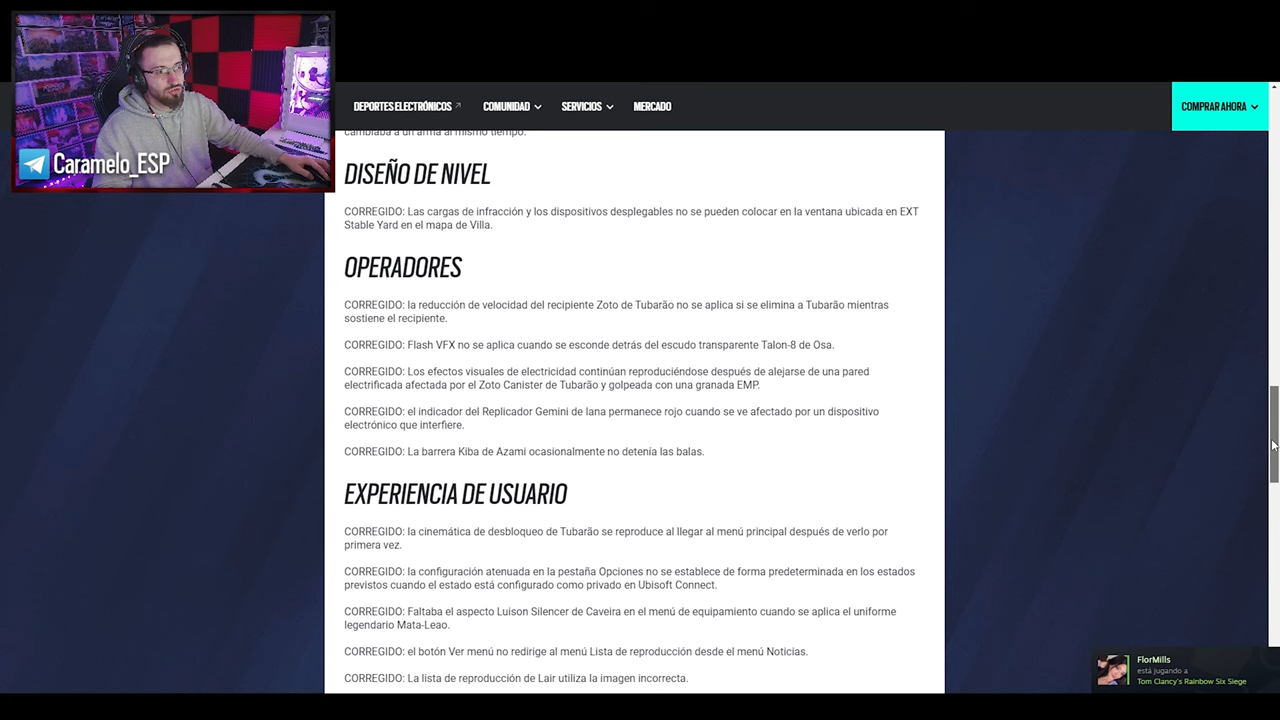 Caramelo_ESP
DEPORTES ELECTRÓNICOS
COMUNIDAD
SERVICIOS
MERCADO
COMPRAR AHORA
cambiaba a un arma al mismo tiempo.
DISEÑO DE NIVEL
CORREGIDO: Las cargas de infracción y los dispositivos desplegables no se pueden colocar en la ventana ubicada en EXT
Stable Yard en el mapa de Villa.
OPERADORES
CORREGIDO: la reducción de velocidad del recipiente Zoto de Tubarão no se aplica si se elimina a Tubarão mientras
sostiene el recipiente.
CORREGIDO: Flash VFX no se aplica cuando se esconde detrás del escudo transparente Talon-8 de Osa.
CORREGIDO: Los efectos visuales de electricidad continúan reproduciéndose después de alejarse de una pared
electrificada afectada por el Zoto Canister de Tubarão y golpeada con una granada EMP.
CORREGIDO: el indicador del Replicador Gemini de Iana permanece rojo cuando se ve afectado por un dispositivo
electrónico que interfiere.
CORREGIDO: La barrera Kiba de Azami ocasionalmente no detenía las balas.
EXPERIENCIA DE USUARIO
CORREGIDO: la cinemática de desbloqueo de Tubarão se reproduce al llegar al menú principal después de verlo por
primera vez.
CORREGIDO: la configuración atenuada en la pestaña Opciones no se establece de forma predeterminada en los estados
previstos cuando el estado está configurado como privado en Ubisoft Connect.
CORREGIDO: Faltaba el aspecto Luison Silencer de Caveira en el menú de equipamiento cuando se aplica el uniforme
legendario Mata-Leao.
CORREGIDO: el botón Ver menú no redirige al menú Lista de reproducción desde el menú Noticias.
CORREGIDO: La lista de reproducción de Lair utiliza la imagen incorrecta.
FlorMills
está jugando a
Tom Clancy's Rainbow Six Siege